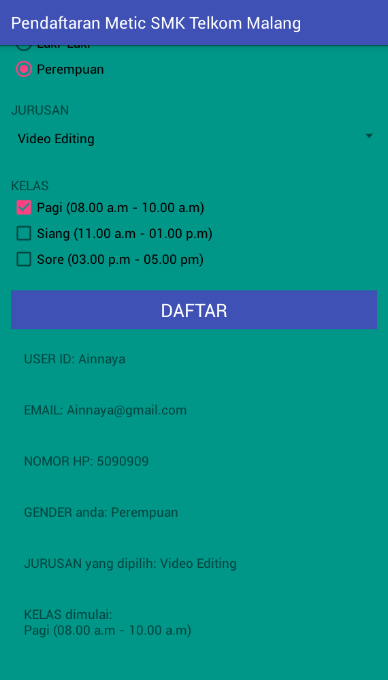 Pendaftaran Metic SMK Telkom Malang
Perempuan
JURUSAN
Video Editing
KELAS
Pagi (08.00 a.m - 10.00 a.m)
Siang (11.00 a.m - 01.00 p.m)
Sore (03.00 p.m - 05.00 pm)
DAFTAR
USER ID: Ainnaya
EMAIL: Ainnaya@gmail.com
NOMOR HP: 5090909
GENDER anda: Perempuan
JURUSAN yang dipilih: Video Editing
KELAS dimulai:
Pagi (08.00 a.m - 10.00 a.m)